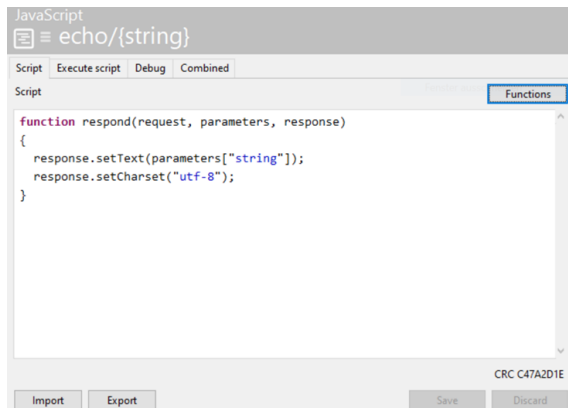 JavaScript
echo/{string}
Script Execute script Debug Combined
Script
Functions
function respond(request, parameters, response)
{
response.setText(parameters["string"]);
response.setCharset("utf-8");
}
CRC C47A2D1E
Import Export Save Discard